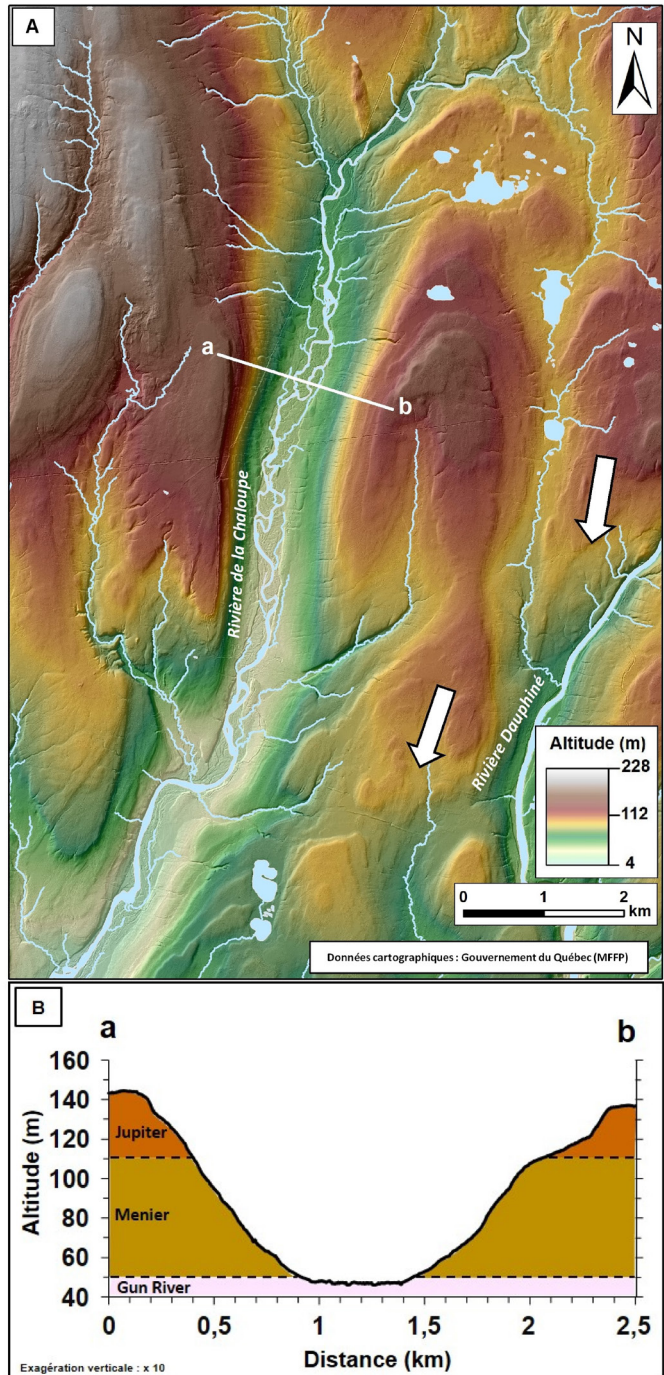 A
N
a
b
Rivière de la Chaloupe
Rivière Dauphiné
Altitude (m)
228
112
4
0 1 2
km
Données cartographiques : Gouvernement du Québec (MFFP)
B
a b
160
140
120
100
80
60
40
Altitude (m)
Jupiter
Menier
Gun River
0 0,5 1 1,5 2 2,5
Distance (km)
Exagération verticale : x 10